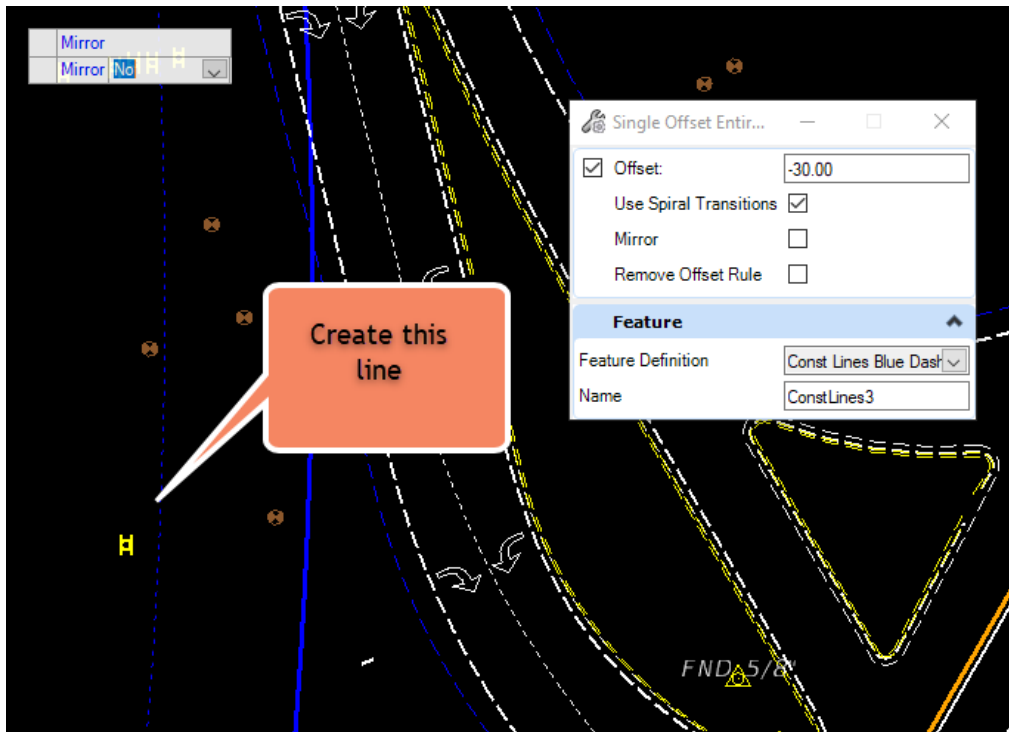 Mirror
Mirror No
Single Offset Entir...
Offset: -30.00
Use Spiral Transitions
Mirror
Remove Offset Rule
Feature
Feature Definition Const Lines Blue Dash
Name ConstLines3
Create this
line
FND 5/8"